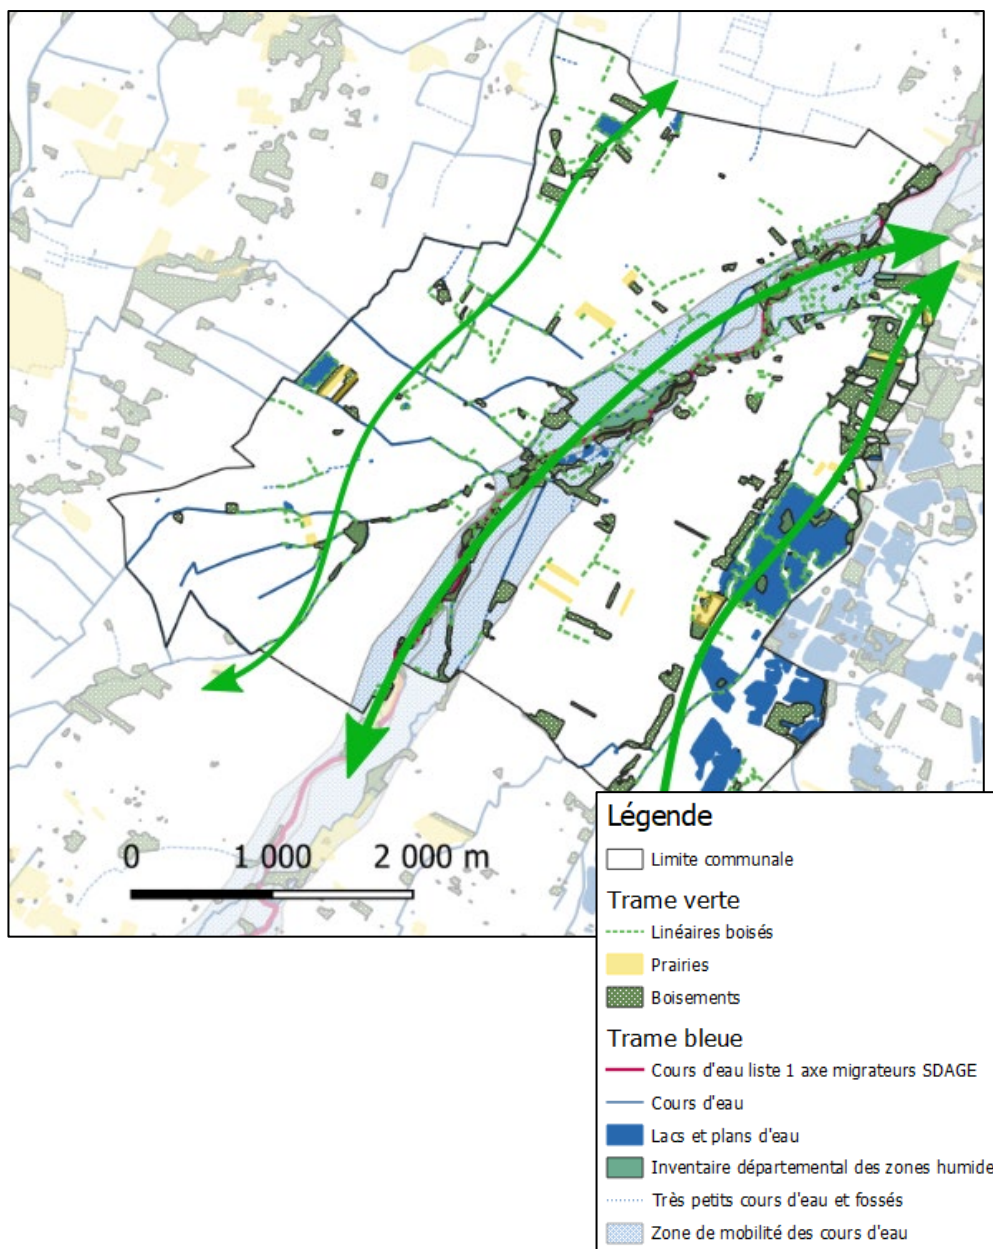 0 1 000 2 000 m
Légende
Limite communale
Trame verte
Linéaires boisés
Prairies
Boisements
Trame bleue
Cours d'eau liste 1 axe migrateurs SDAGE
Cours d'eau
Lacs et plans d'eau
Inventaire départemental des zones humide
Très petits cours d'eau et fossés
Zone de mobilité des cours d'eau